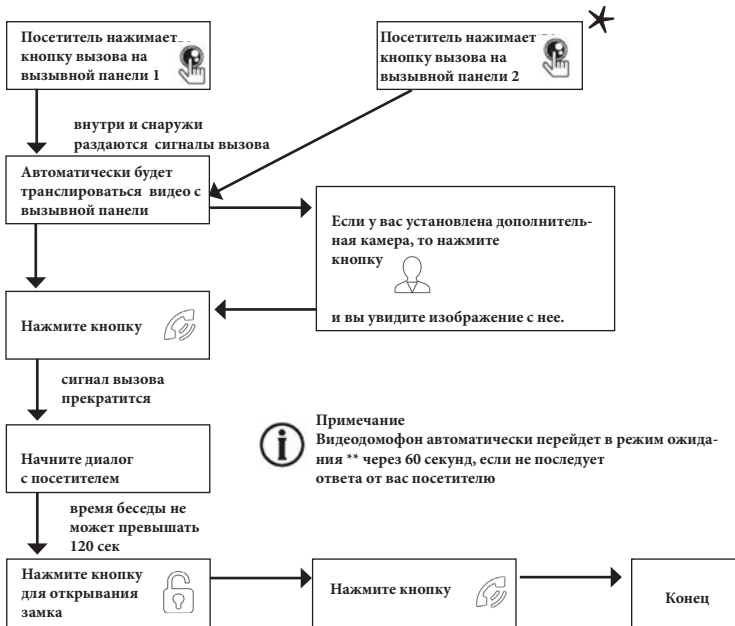 Посетитель нажимает
кнопку вызова на
вызывной панели 1
Посетитель нажимает
кнопку вызова на
вызывной панели 2
внутри и снаружи
раздаются сигналы вызова
Автоматически будет
транслироваться видео с
вызывной панели
Если у вас установлена дополнитель-
ная камера, то нажмите
кнопку
и вы увидите изображение с нее.
Нажмите кнопку
сигнал вызова
прекратится
Примечание
Видеодомофон автоматически перейдет в режим ожида-
ния ** через 60 секунд, если не последует
ответа от вас посетителю
Начните диалог
с посетителем
время беседы не
может превышать
120 сек
Нажмите кнопку
для открывания
замка
Нажмите кнопку
Конец